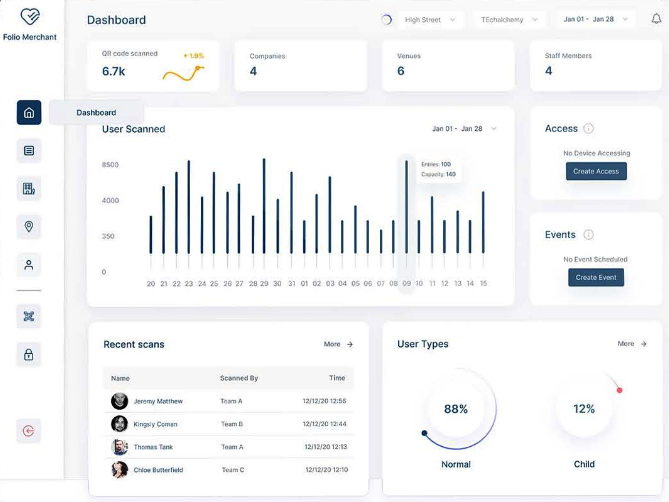 Folio Merchant
Dashboard
High Street
TEchalchemy
Jan 01 - Jan 28
QR code scanned
+ 1.9%
6.7k
Companies
4
Venues
6
Staff Members
4
Dashboard
User Scanned
Jan 01 - Jan 28
8500
4000
350
0
Entries: 100
Capacity: 140
20 21 22 23 24 25 26 27 28 29 30 31 01 02 03 04 05 06 07 08 09 10 11 12 13 14 15
Access
No Device Accessing
Create Access
Events
No Event Scheduled
Create Event
Recent scans
More →
Name Scanned By Time
Jeremy Matthew Team A 12/12/20 12:56
Kingsly Coman Team B 12/12/20 12:44
Thomas Tank Team A 12/12/20 12:13
Chloe Butterfield Team C 12/12/20 12:10
User Types
More →
88%
Normal
12%
Child